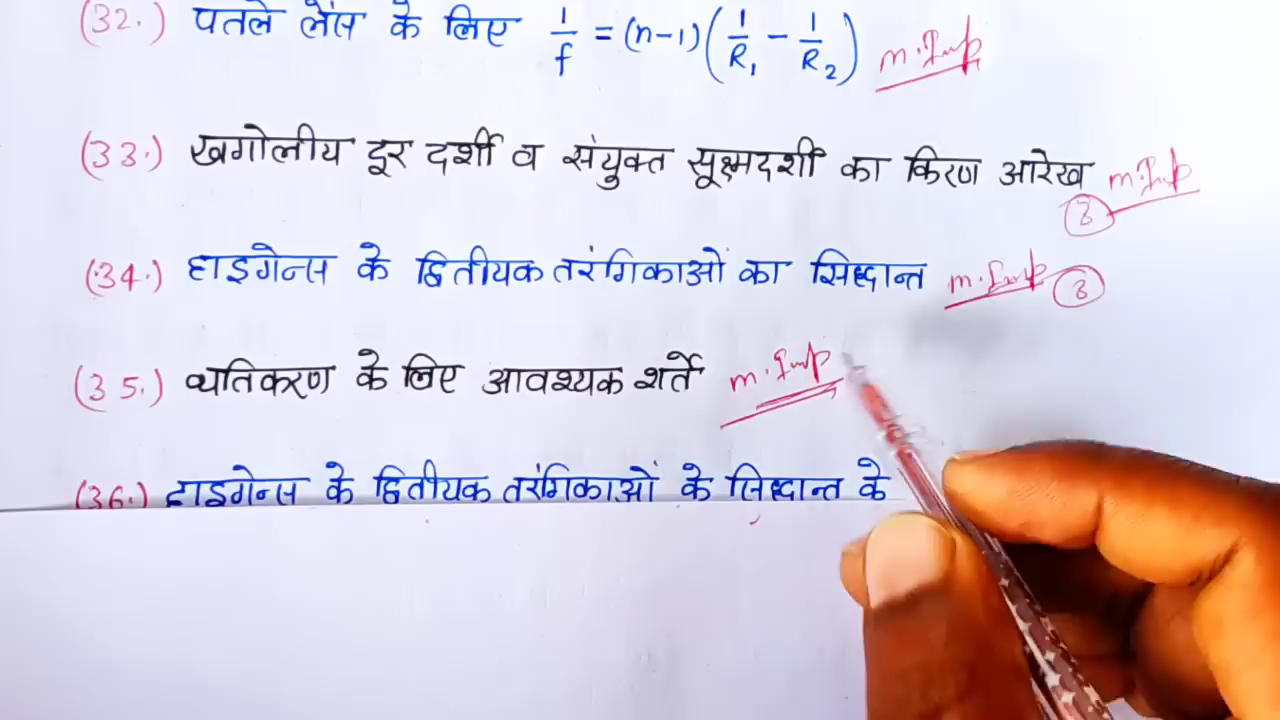 (32.) पतले लेंस के लिए 1/f = (n-1)(1/R₁ - 1/R₂) m.Imp
(33.) खगोलीय दूर दर्शी व संयुक्त सूक्ष्मदर्शी का किरण आरेख m.Imp
3
(34.) हाइगेन्स के द्वितीयक तरंगिकाओं का सिद्धान्त m.Imp 3
(35.) व्यतिकरण के लिए आवश्यक शर्ते m.Imp
(36.) हाइगेन्स के द्वितीयक तरंगिकाओं के सिद्धान्त के